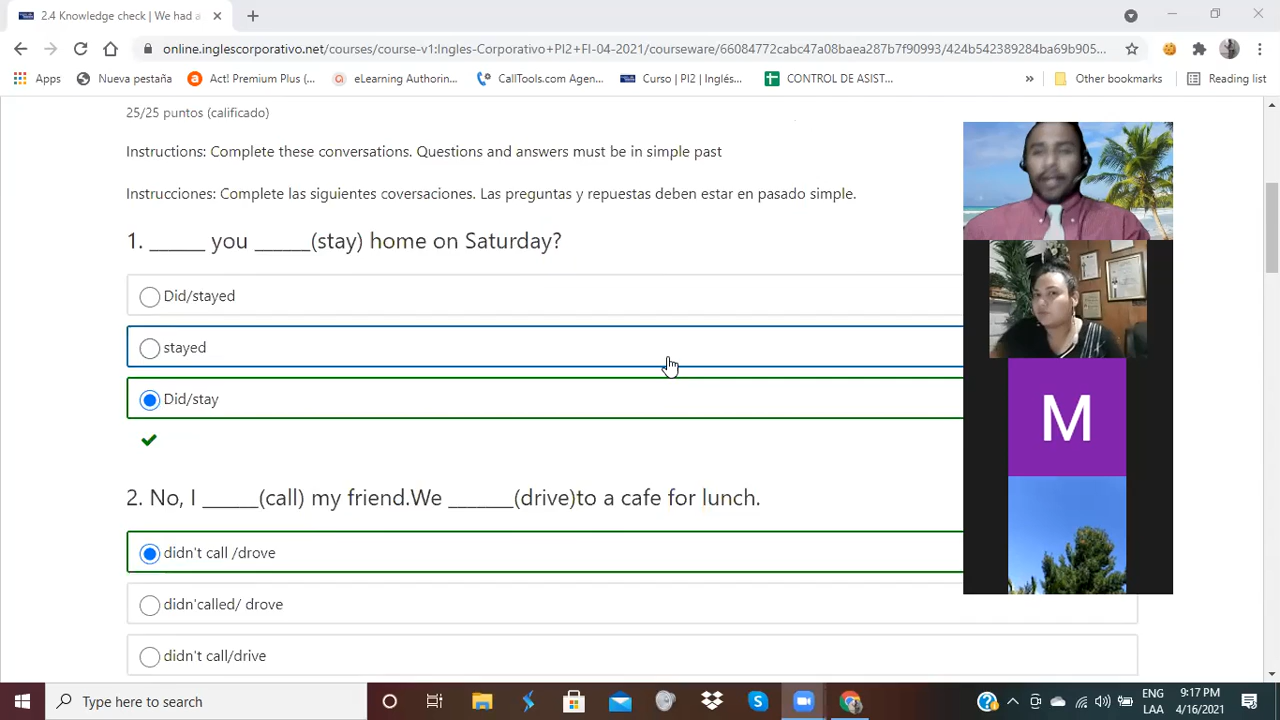 2.4 Knowledge check | We had a
online.inglescorporativo.net/courses/course-v1:Ingles-Corporativo+PI2+FI-04-2021/courseware/66084772cabc47a08baea287b7f90993/424b542389284ba69b905...
Apps Nueva pestaña Act! Premium Plus (... eLearning Authorin... CallTools.com Agen... Curso | PI2 | Inglés... CONTROL DE ASIST... » Other bookmarks Reading list
25/25 puntos (calificado)
Instructions: Complete these conversations. Questions and answers must be in simple past
Instrucciones: Complete las siguientes coversaciones. Las preguntas y repuestas deben estar en pasado simple.
1. ______ you ______(stay) home on Saturday?
Did/stayed
stayed
Did/stay
2. No, I ______(call) my friend.We _______(drive)to a cafe for lunch.
didn't call /drove
didn'called/ drove
didn't call/drive
M
Type here to search
ENG 9:17 PM
LAA 4/16/2021